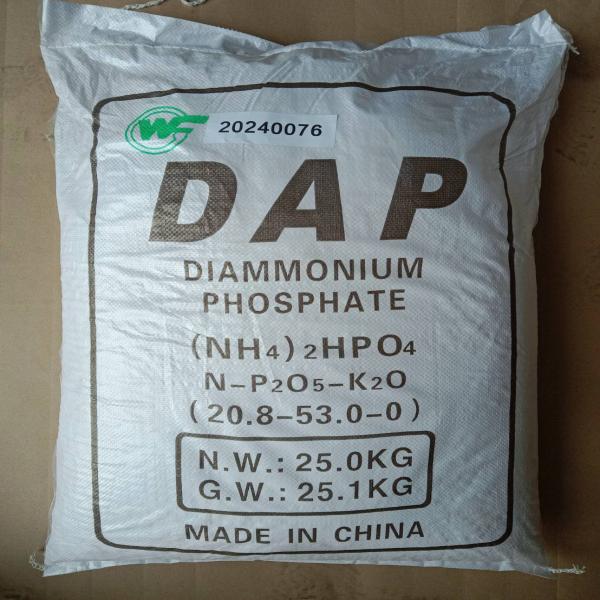 WS 20240076
DAP
DIAMMONIUM
PHOSPHATE
(NH4)2HPO4
N-P2O5-K2O
(20.8-53.0-0)
N.W.: 25.0KG
G.W.: 25.1KG
MADE IN CHINA